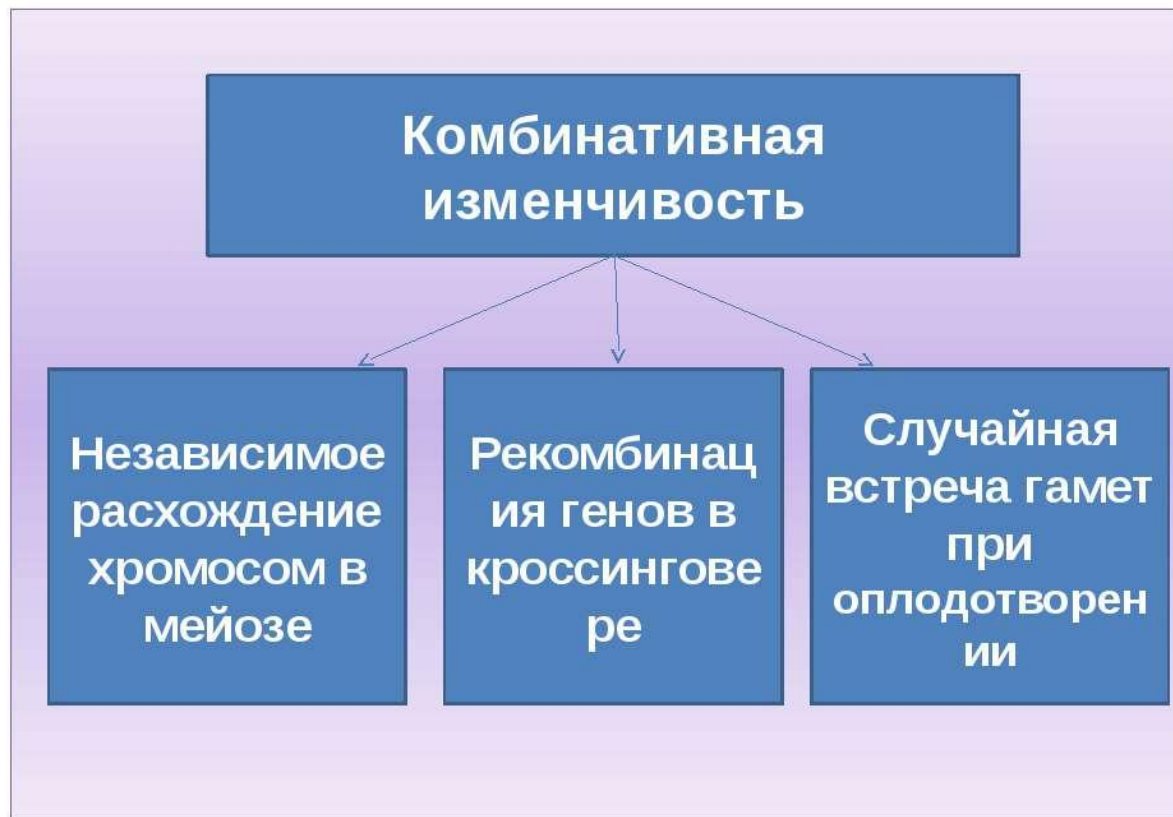 Комбинативная
изменчивость
Независимое
расхождение
хромосом в
мейозе
Рекомбинац
ия генов в
кроссингове
ре
Случайная
встреча гамет
при
оплодотворен
ии